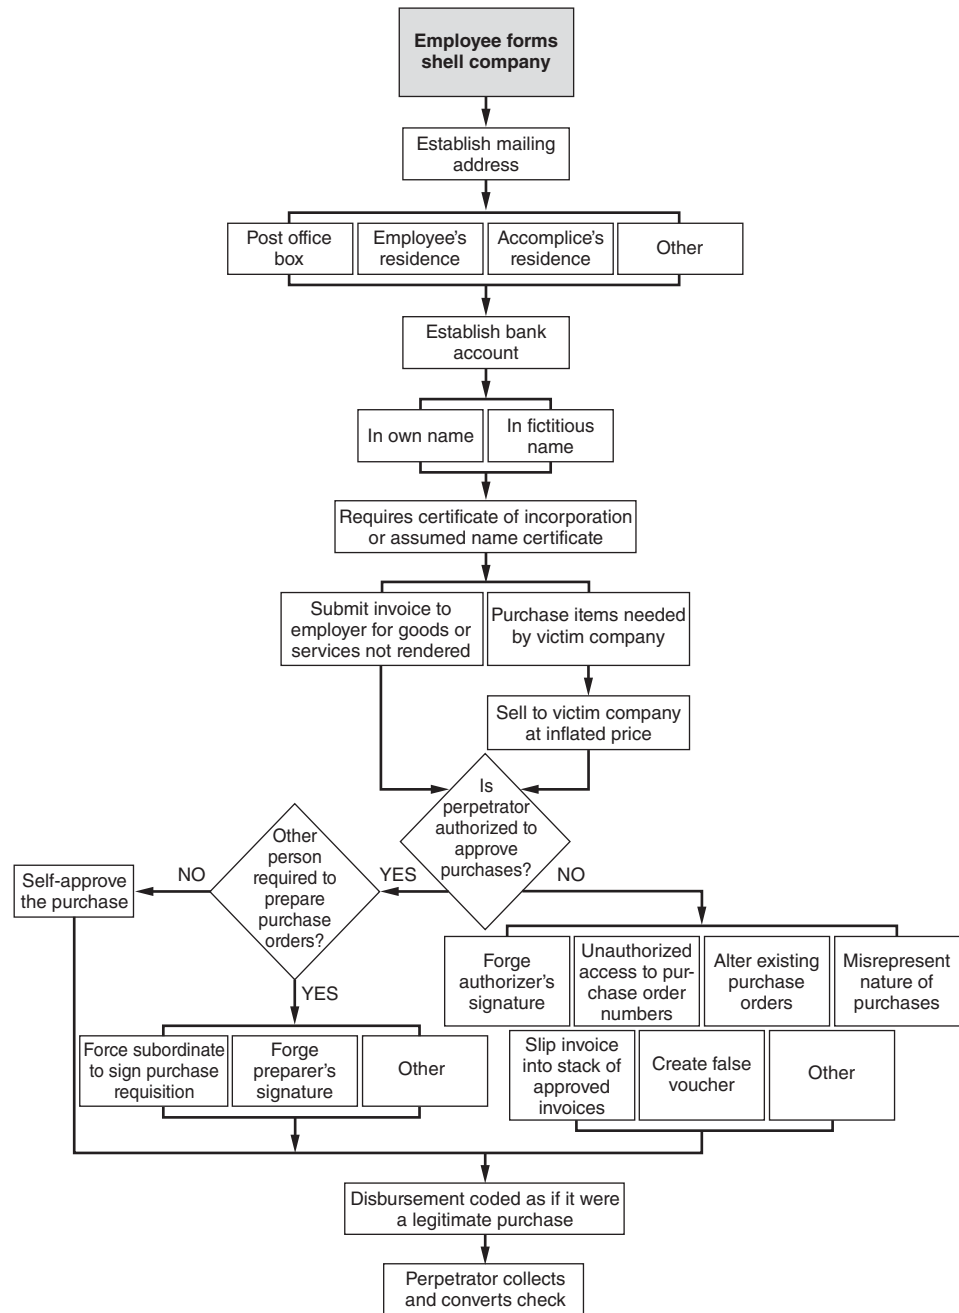 Employee forms
shell company
Establish mailing
address
Post office
box
Employee's
residence
Accomplice's
residence
Other
Establish bank
account
In own name
In fictitious
name
Requires certificate of incorporation
or assumed name certificate
Submit invoice to
employer for goods or
services not rendered
Purchase items needed
by victim company
Sell to victim company
at inflated price
Is
perpetrator
authorized to
approve
purchases?
YES
NO
Other
person
required to
prepare
purchase
orders?
NO
YES
Self-approve
the purchase
Forge
authorizer's
signature
Unauthorized
access to pur-
chase order
numbers
Alter existing
purchase
orders
Misrepresent
nature of
purchases
Slip invoice
into stack of
approved
invoices
Create false
voucher
Other
Force subordinate
to sign purchase
requisition
Forge
preparer's
signature
Other
Disbursement coded as if it were
a legitimate purchase
Perpetrator collects
and converts check